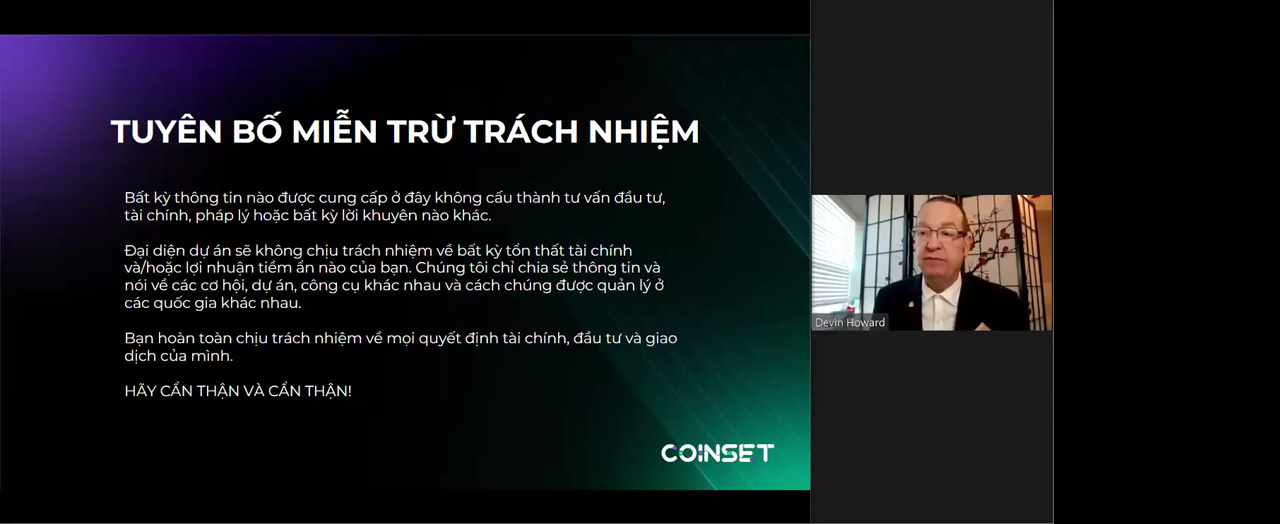 TUYÊN BỐ MIỄN TRỪ TRÁCH NHIỆM
Bất kỳ thông tin nào được cung cấp ở đây không cấu thành tư vấn đầu tư,
tài chính, pháp lý hoặc bất kỳ lời khuyên nào khác.
Đại diện dự án sẽ không chịu trách nhiệm về bất kỳ tổn thất tài chính
và/hoặc lợi nhuận tiềm ẩn nào của bạn. Chúng tôi chỉ chia sẻ thông tin và
nói về các cơ hội, dự án, công cụ khác nhau và cách chúng được quản lý ở
các quốc gia khác nhau.
Bạn hoàn toàn chịu trách nhiệm về mọi quyết định tài chính, đầu tư và giao
dịch của mình.
HÃY CẨN THẬN VÀ CẨN THẬN!
COINSET
Devin Howard